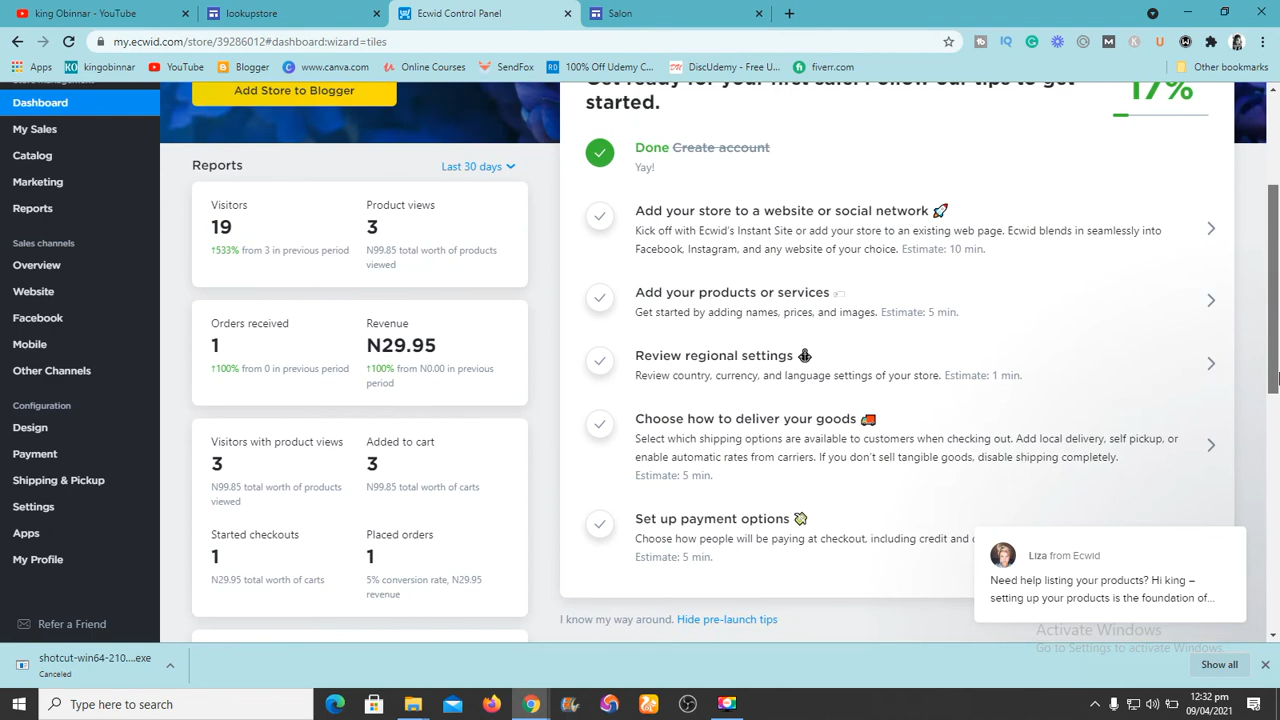 king Obinnar - YouTube
lookupstore
Ecwid Control Panel
Salon
my.ecwid.com/store/39286012#dashboard:wizard=tiles
Apps
kingobinnar
YouTube
Blogger
www.canva.com
Online Courses
SendFox
100% Off Udemy C...
DiscUdemy - Free U...
fiverr.com
Other bookmarks
Dashboard
My Sales
Catalog
Marketing
Reports
Sales channels
Overview
Website
Facebook
Mobile
Other Channels
Configuration
Design
Payment
Shipping & Pickup
Settings
Apps
My Profile
Refer a Friend
Add Store to Blogger
Reports
Last 30 days
Visitors
19
↑533% from 3 in previous period
Product views
3
N99.85 total worth of products
viewed
Orders received
1
↑100% from 0 in previous period
Revenue
N29.95
↑100% from N0.00 in previous
period
Visitors with product views
3
N99.85 total worth of products
viewed
Added to cart
3
N99.85 total worth of carts
Started checkouts
1
N29.95 total worth of carts
Placed orders
1
5% conversion rate, N29.95
revenue
Get ready for your first sale! Follow our tips to get
started.
17%
Done Create account
Yay!
Add your store to a website or social network
Kick off with Ecwid's Instant Site or add your store to an existing web page. Ecwid blends in seamlessly into
Facebook, Instagram, and any website of your choice. Estimate: 10 min.
Add your products or services
Get started by adding names, prices, and images. Estimate: 5 min.
Review regional settings
Review country, currency, and language settings of your store. Estimate: 1 min.
Choose how to deliver your goods
Select which shipping options are available to customers when checking out. Add local delivery, self pickup, or
enable automatic rates from carriers. If you don't sell tangible goods, disable shipping completely.
Estimate: 5 min.
Set up payment options
Choose how people will be paying at checkout, including credit and
Estimate: 5 min.
I know my way around. Hide pre-launch tips
Liza from Ecwid
Need help listing your products? Hi king –
setting up your products is the foundation of...
Activate Windows
Go to Settings to activate Windows.
shotcut-win64-210....exe
Canceled
Show all
Type here to search
12:32 pm
09/04/2021